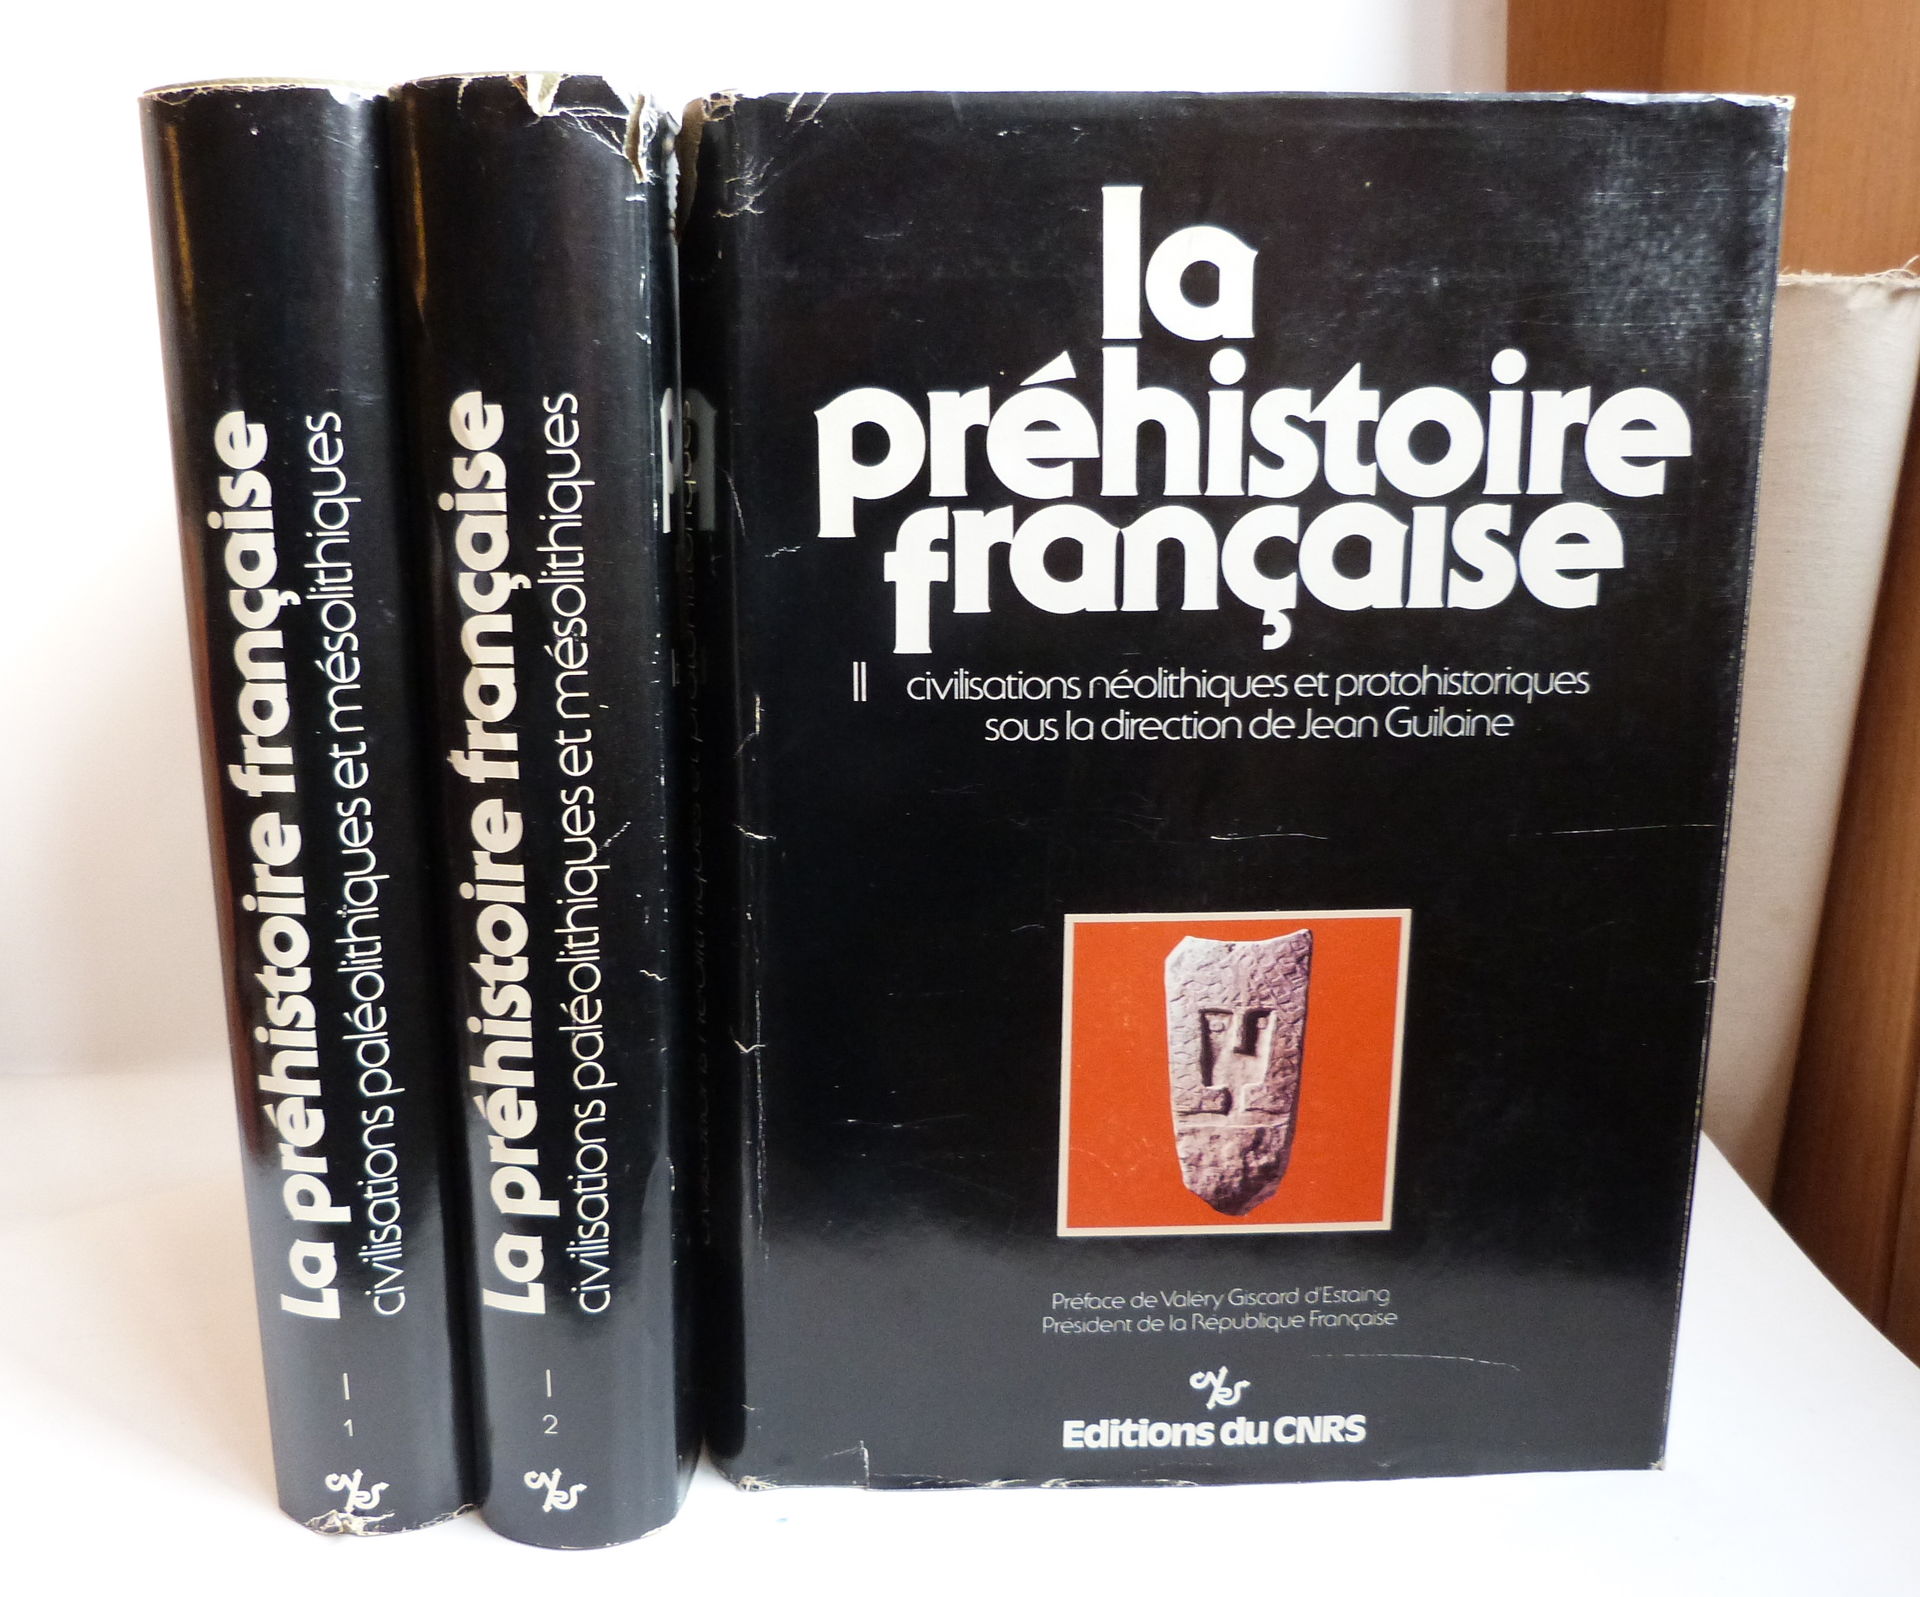 La préhistoire française
civilisations paléolithiques et mésolithiques
I
1
La préhistoire française
civilisations paléolithiques et mésolithiques
I
2
la
préhistoire
française
II civilisations néolithiques et protohistoriques
sous la direction de Jean Guilaine
Préface de Valéry Giscard d'Estaing
Président de la République Française
CNRS
Editions du CNRS